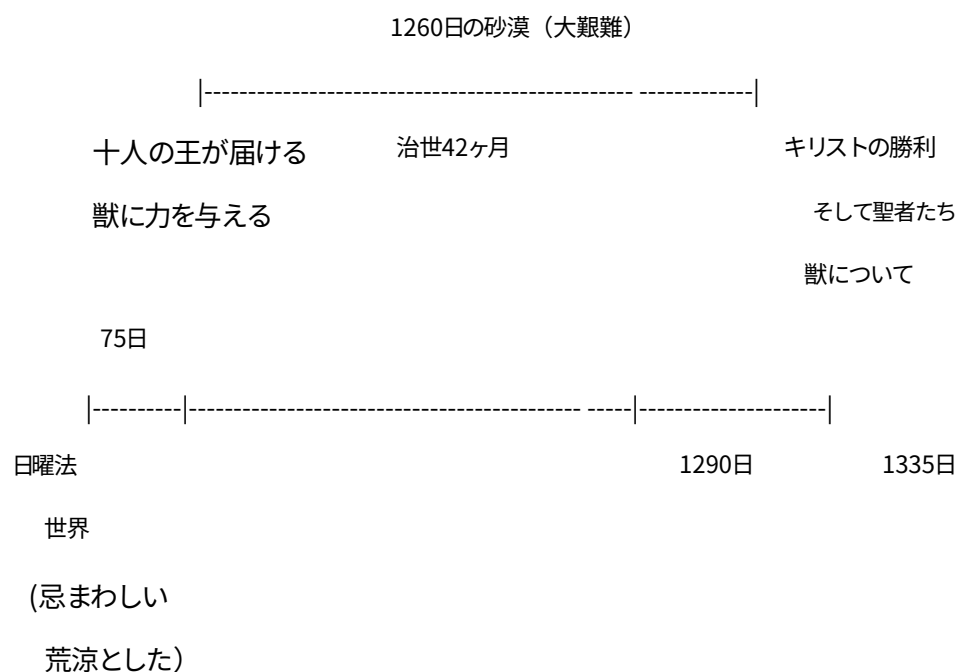 1260日の砂漠（大艱難）
|------------------------------------------------ -------------|
十人の王が届ける 治世42ヶ月 キリストの勝利
獣に力を与える そして聖者たち
獣について
75日
|----------|-------------------------------------------- -----|---------------------|
日曜法 1290日 1335日
世界
(忌まわしい
荒涼とした）